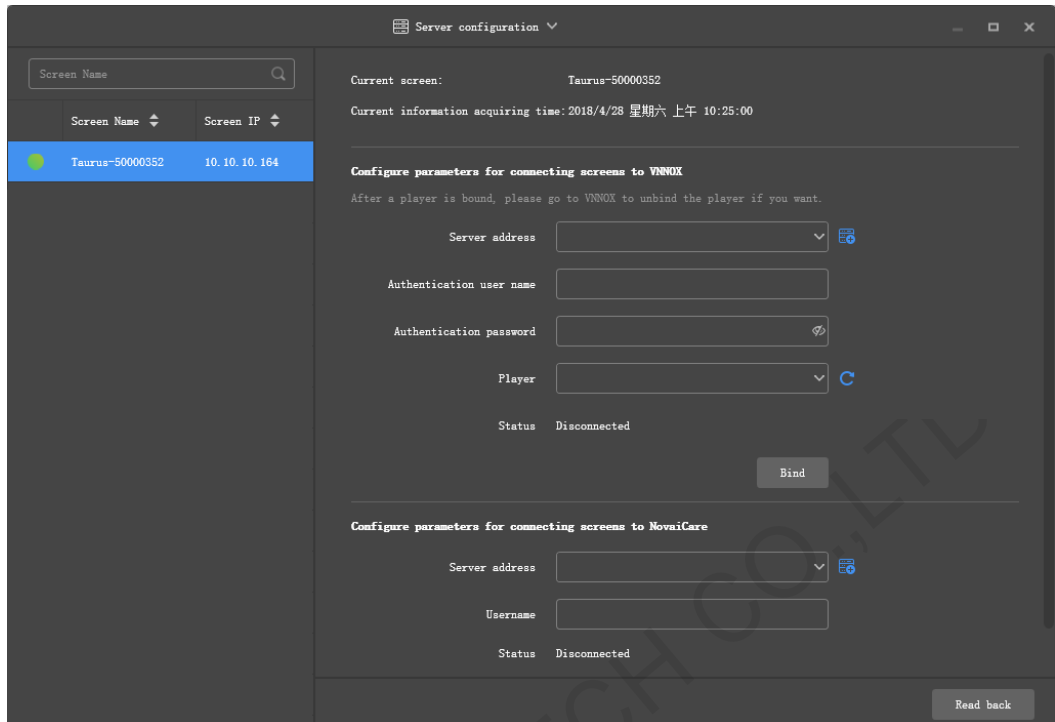 Server configuration
Screen Name
Screen Name Screen IP
Taurus-50000352 10.10.10.164
Current screen: Taurus-50000352
Current information acquiring time: 2018/4/28 星期六 上午 10:25:00
Configure parameters for connecting screens to VNNOX
After a player is bound, please go to VNNOX to unbind the player if you want.
Server address
Authentication user name
Authentication password
Player
Status Disconnected
Bind
Configure parameters for connecting screens to NovaiCare
Server address
Username
Status Disconnected
Read back
CH CO.,LTD